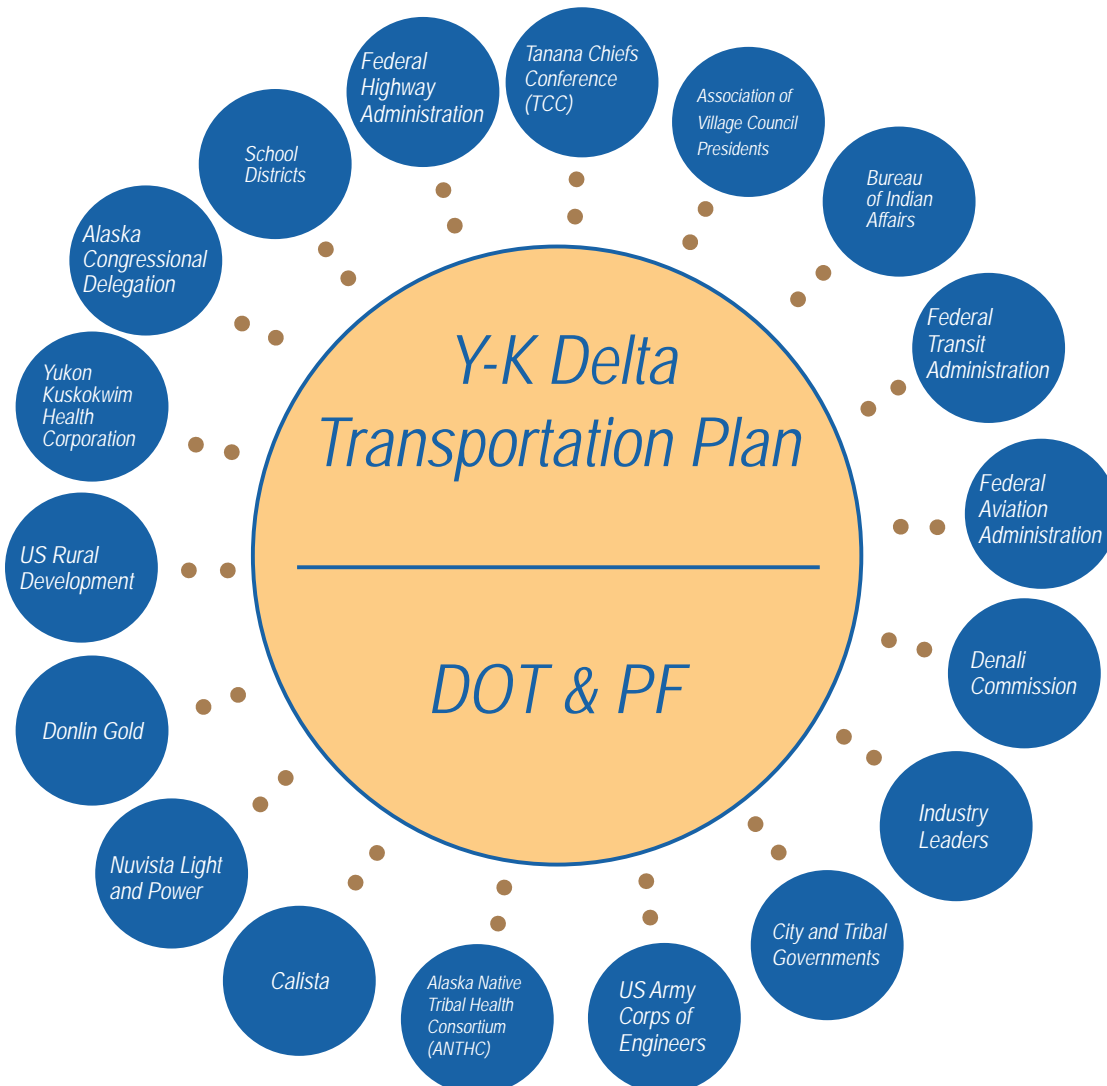 Federal
Highway
Administration
Tanana Chiefs
Conference
(TCC)
Association of
Village Council
Presidents
Bureau
of Indian
Affairs
Federal
Transit
Administration
Federal
Aviation
Administration
Denali
Commission
Industry
Leaders
City and Tribal
Governments
US Army
Corps of
Engineers
Alaska Native
Tribal Health
Consortium
(ANTHC)
Calista
Nuvista Light
and Power
Donlin Gold
US Rural
Development
Yukon
Kuskokwim
Health
Corporation
Alaska
Congressional
Delegation
School
Districts
Y-K Delta
Transportation Plan
DOT & PF